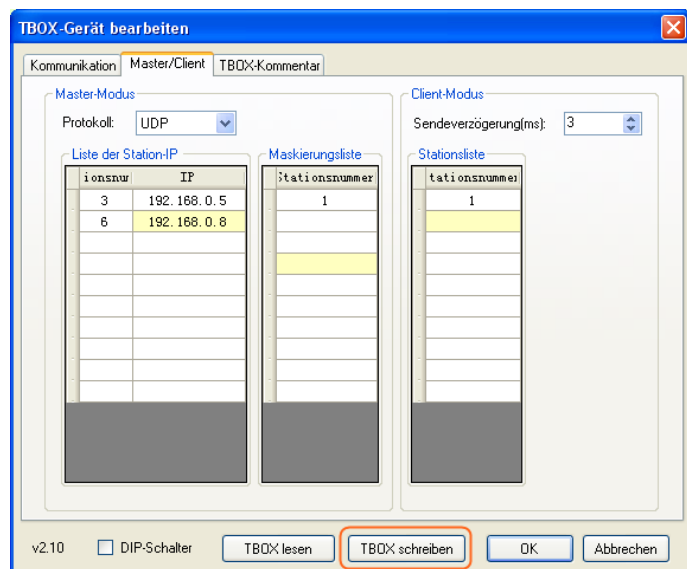 TBOX-Gerät bearbeiten
Kommunikation Master/Client TBOX-Kommentar
Master-Modus
Protokoll: UDP
Liste der Station-IP
ionsnur IP
3 192.168.0.5
6 192.168.0.8
Maskierungsliste
Stationsnummer
1
Client-Modus
Sendeverzögerung(ms): 3
Stationsliste
tationsnummer
1
v2.10 DIP-Schalter TBOX lesen TBOX schreiben OK Abbrechen